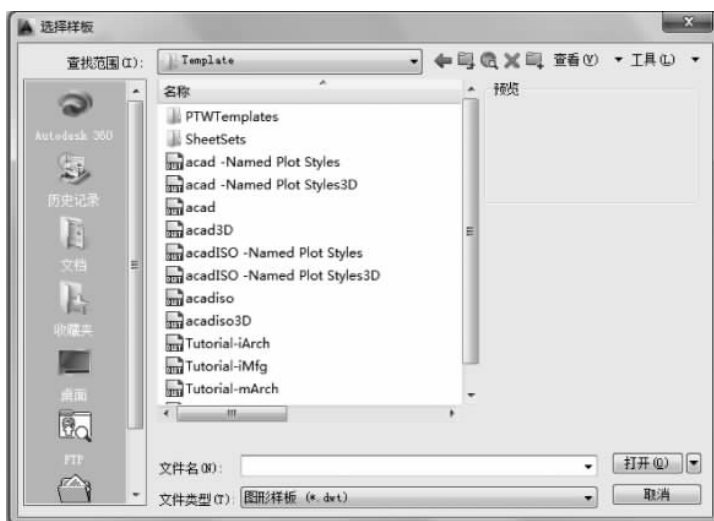 选择样板
查找范围(I):
Template
查看(V)
工具(L)
名称
预览
PTWTemplates
SheetSets
acad -Named Plot Styles
acad -Named Plot Styles3D
acad
acad3D
acadISO -Named Plot Styles
acadISO -Named Plot Styles3D
acadiso
acadiso3D
Tutorial-iArch
Tutorial-iMfg
Tutorial-mArch
Autodesk 360
历史记录
文档
收藏夹
桌面
FTP
文件名(N):
打开(O)
文件类型(T):
图形样板 (*.dwt)
取消